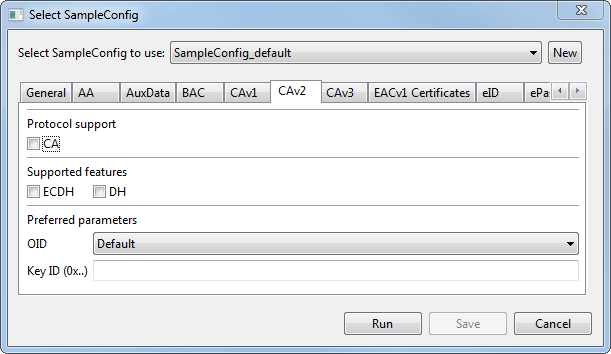 Select SampleConfig
Select SampleConfig to use: SampleConfig_default New
General AA AuxData BAC CAv1 CAv2 CAv3 EACv1 Certificates eID ePa
Protocol support
CA
Supported features
ECDH DH
Preferred parameters
OID Default
Key ID (0x..)
Run Save Cancel